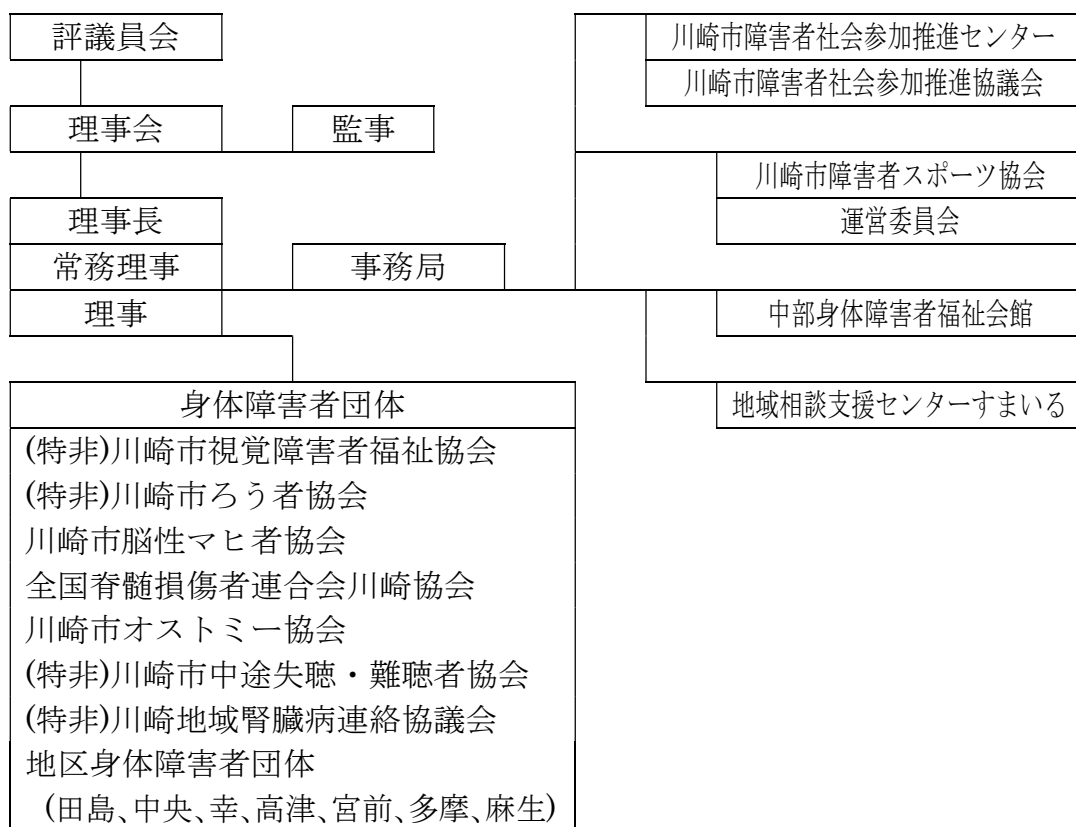 評議員会
理事会
監事
理事長
常務理事
事務局
理事
川崎市障害者社会参加推進センター
川崎市障害者社会参加推進協議会
川崎市障害者スポーツ協会
運営委員会
中部身体障害者福祉会館
地域相談支援センターすまいる
身体障害者団体
(特非)川崎市視覚障害者福祉協会
(特非)川崎市ろう者協会
川崎市脳性マヒ者協会
全国脊髄損傷者連合会川崎協会
川崎市オストミー協会
(特非)川崎市中途失聴・難聴者協会
(特非)川崎地域腎臓病連絡協議会
地区身体障害者団体
(田島、中央、幸、高津、宮前、多摩、麻生)